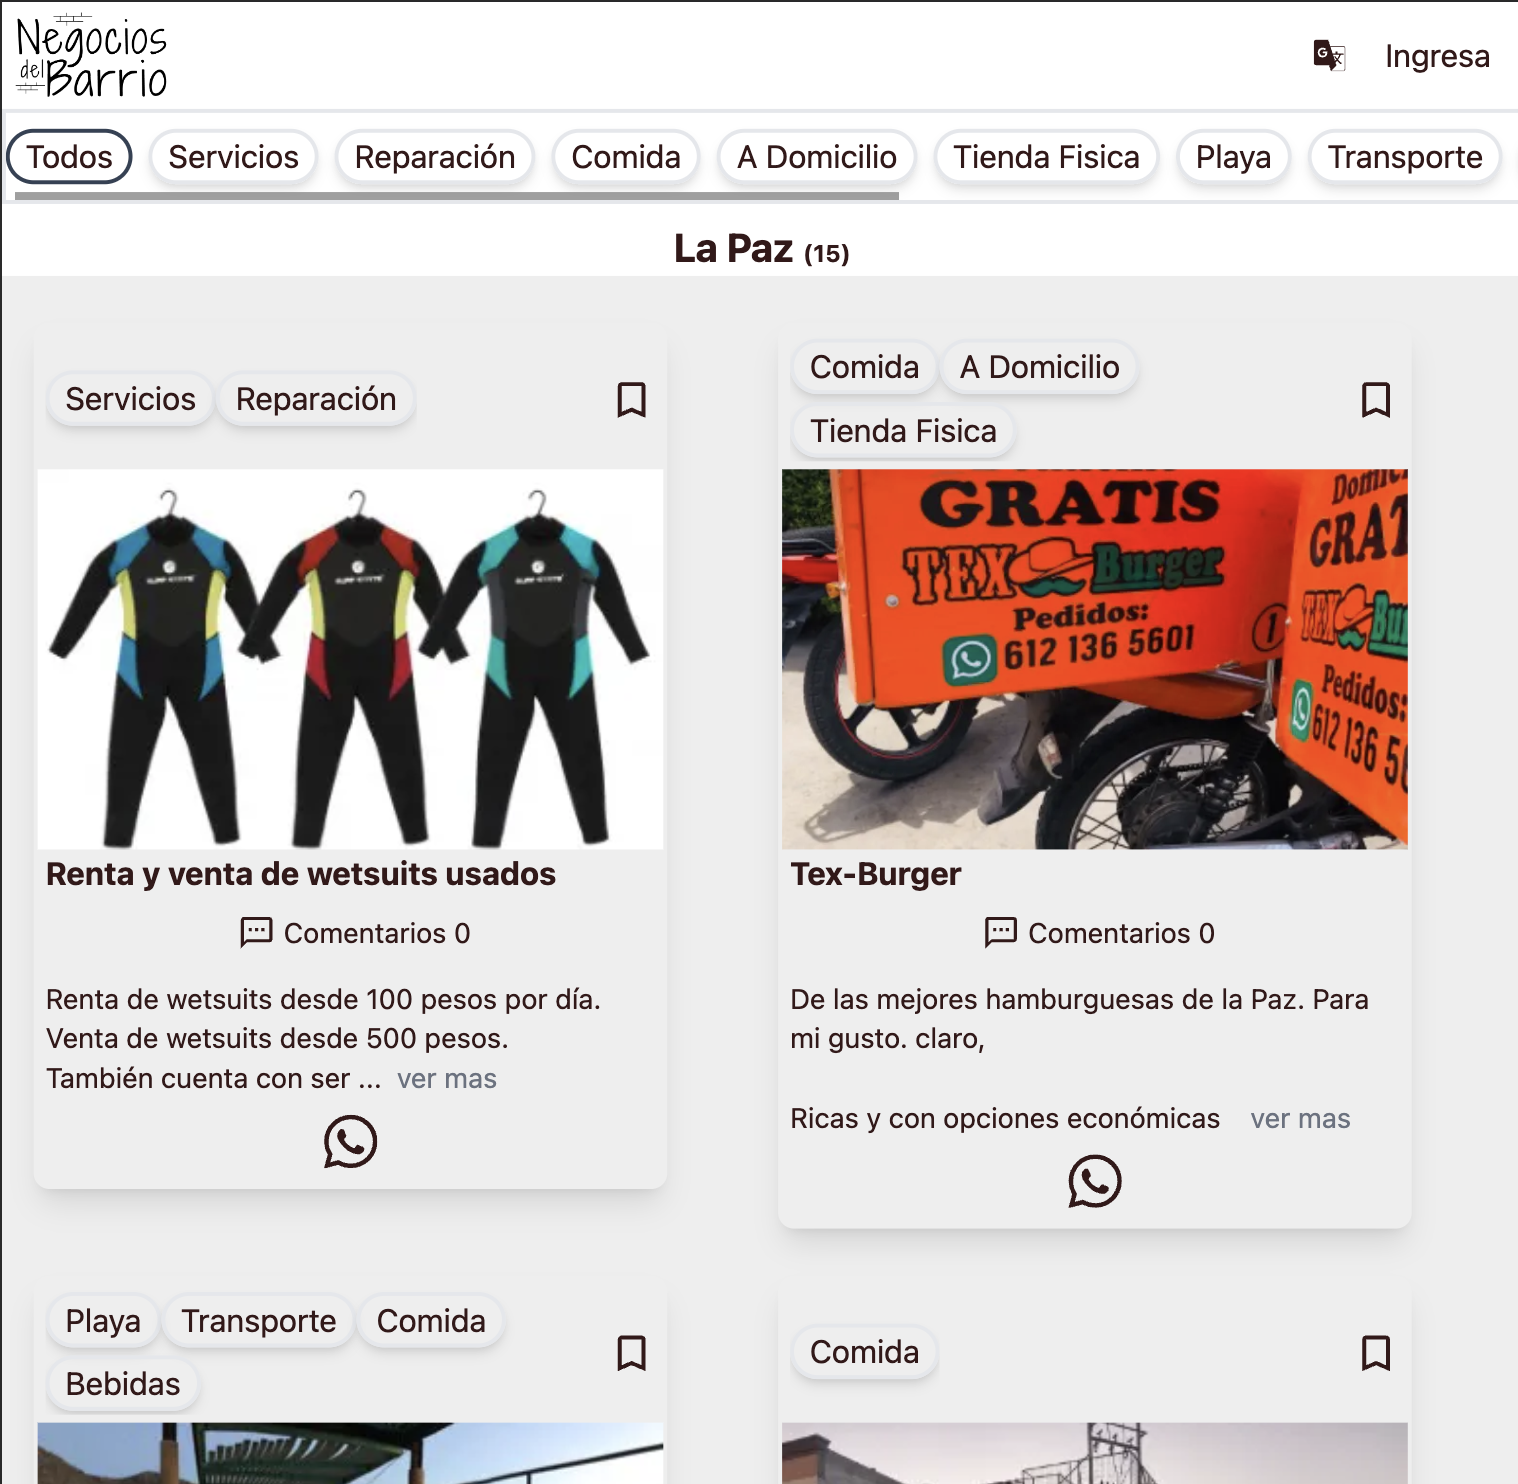 Negocios
del Barrio
Ingresa
Todos
Servicios
Reparación
Comida
A Domicilio
Tienda Fisica
Playa
Transporte
La Paz (15)
Servicios
Reparación
Comida
A Domicilio
Tienda Fisica
GRATIS
TEX Burger
Pedidos:
612 136 5601
1
TEX
Pedidos:
612 136
Renta y venta de wetsuits usados
Comentarios 0
Renta de wetsuits desde 100 pesos por día.
Venta de wetsuits desde 500 pesos.
También cuenta con ser ... ver mas
Tex-Burger
Comentarios 0
De las mejores hamburguesas de la Paz. Para
mi gusto. claro,
Ricas y con opciones económicas ver mas
Playa
Transporte
Comida
Bebidas
Comida